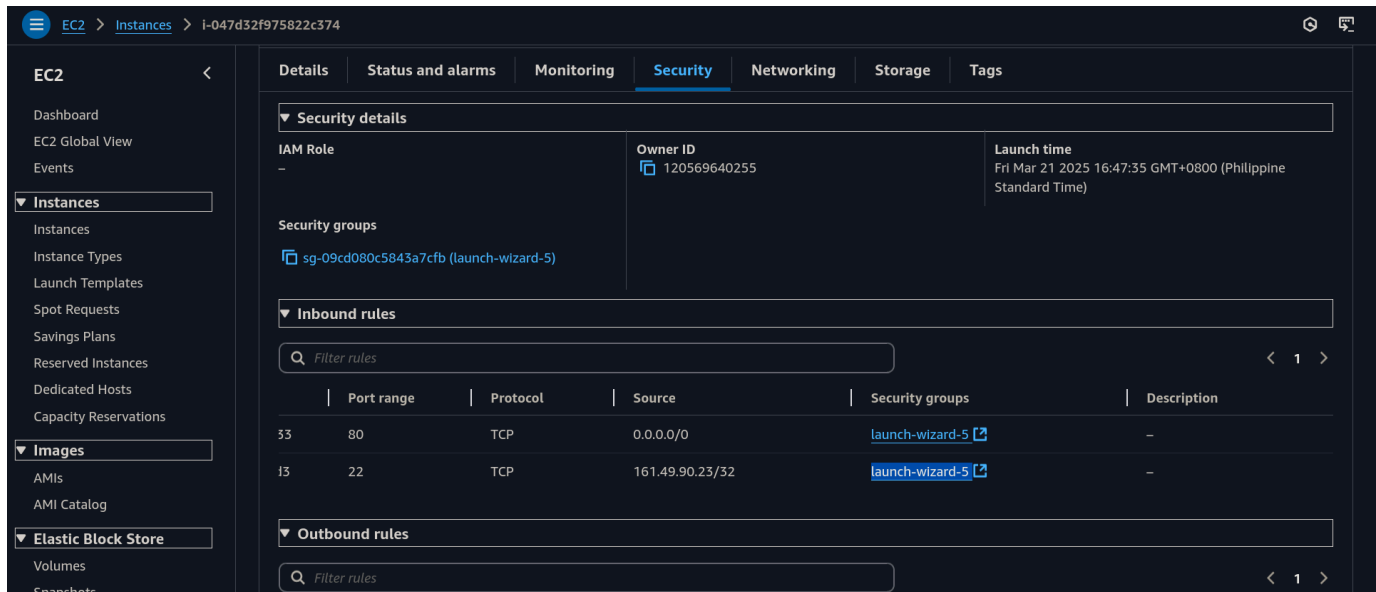 EC2 > Instances > i-047d32f975822c374
EC2
Dashboard
EC2 Global View
Events
Instances
Instances
Instance Types
Launch Templates
Spot Requests
Savings Plans
Reserved Instances
Dedicated Hosts
Capacity Reservations
Images
AMIs
AMI Catalog
Elastic Block Store
Volumes
Snapshots
Details Status and alarms Monitoring Security Networking Storage Tags
Security details
IAM Role
–
Owner ID
120569640255
Launch time
Fri Mar 21 2025 16:47:35 GMT+0800 (Philippine
Standard Time)
Security groups
sg-09cd080c5843a7cfb (launch-wizard-5)
Inbound rules
Filter rules
< 1 >
Port range Protocol Source Security groups Description
33 80 TCP 0.0.0.0/0 launch-wizard-5 –
d3 22 TCP 161.49.90.23/32 launch-wizard-5 –
Outbound rules
Filter rules
< 1 >